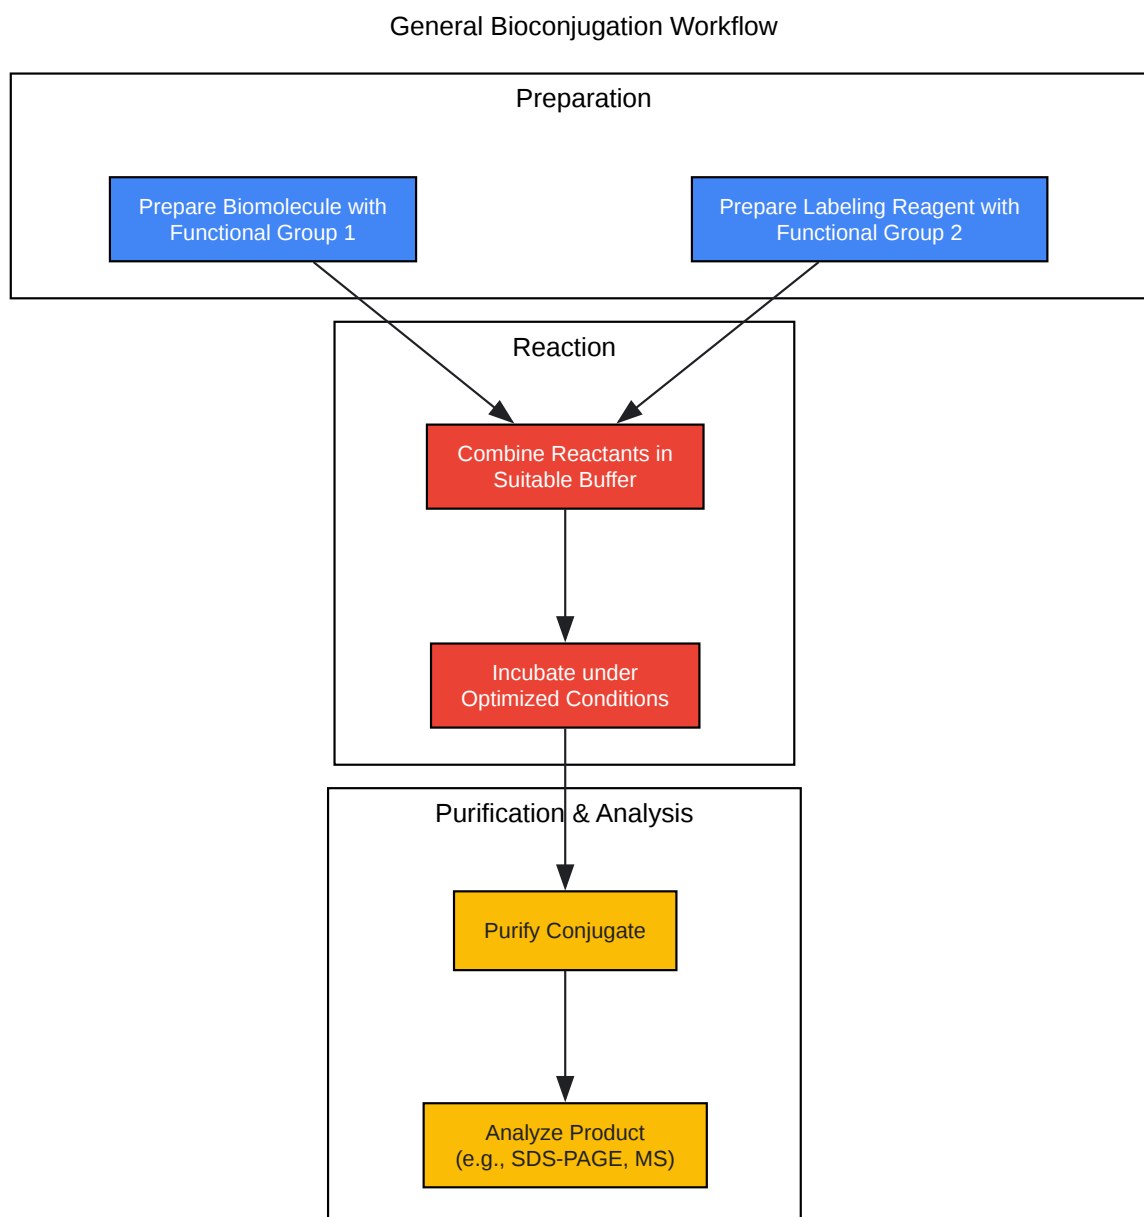 General Bioconjugation Workflow
Preparation
Prepare Biomolecule with
Functional Group 1
Prepare Labeling Reagent with
Functional Group 2
Reaction
Combine Reactants in
Suitable Buffer
Incubate under
Optimized Conditions
Purification & Analysis
Purify Conjugate
Analyze Product
(e.g., SDS-PAGE, MS)